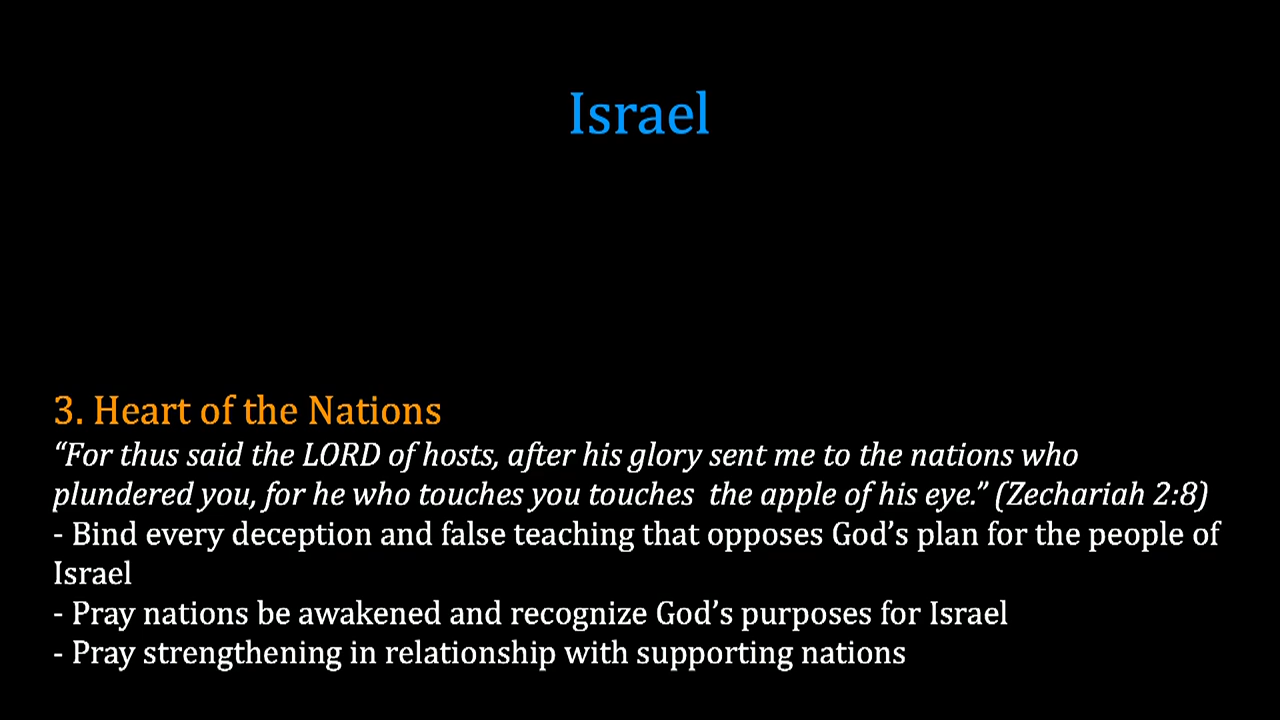 Israel
3. Heart of the Nations
“For thus said the LORD of hosts, after his glory sent me to the nations who
plundered you, for he who touches you touches  the apple of his eye.” (Zechariah 2:8)
- Bind every deception and false teaching that opposes God’s plan for the people of
Israel
- Pray nations be awakened and recognize God’s purposes for Israel
- Pray strengthening in relationship with supporting nations